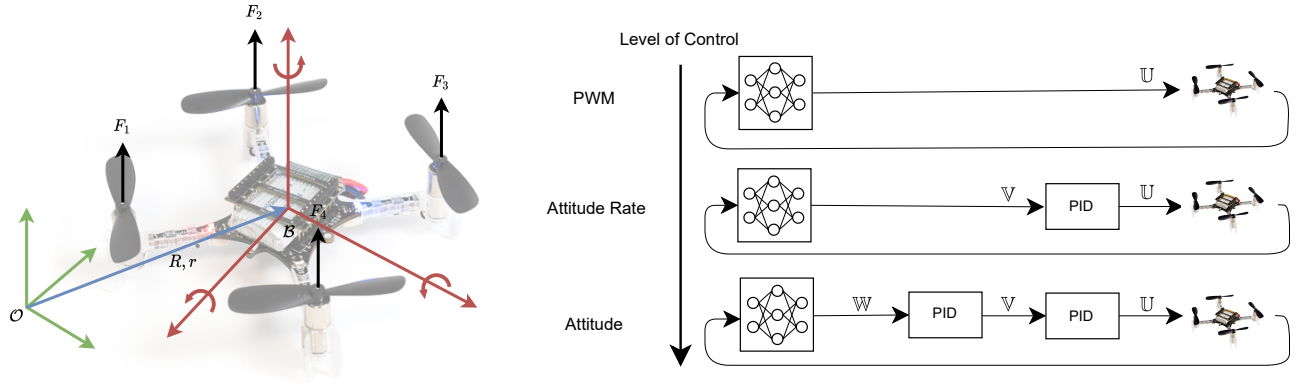 F₂
F₃
F₁
F₄
ℬ
R, r
𝒪
Level of Control
PWM
𝕌
Attitude Rate
𝕍
PID
𝕌
Attitude
𝕎
PID
𝕍
PID
𝕌